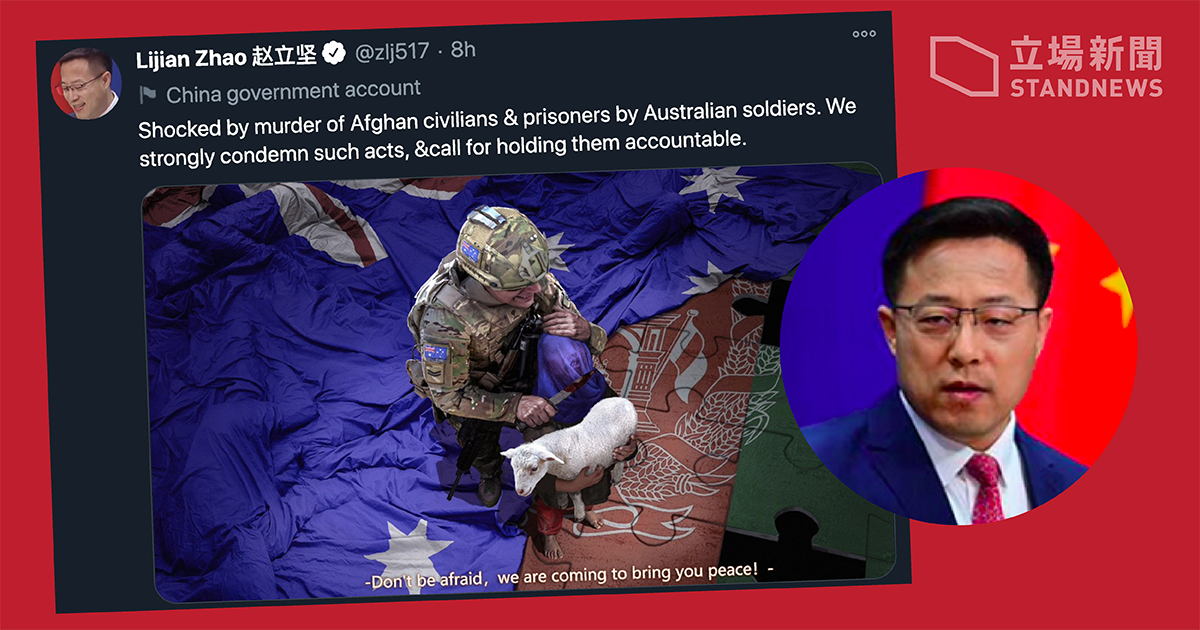 Lijian Zhao 赵立坚 @zlj517 · 8h
China government account
Shocked by murder of Afghan civilians & prisoners by Australian soldiers. We
strongly condemn such acts, &call for holding them accountable.
-Don't be afraid，we are coming to bring you peace！-
立場新聞
STANDNEWS